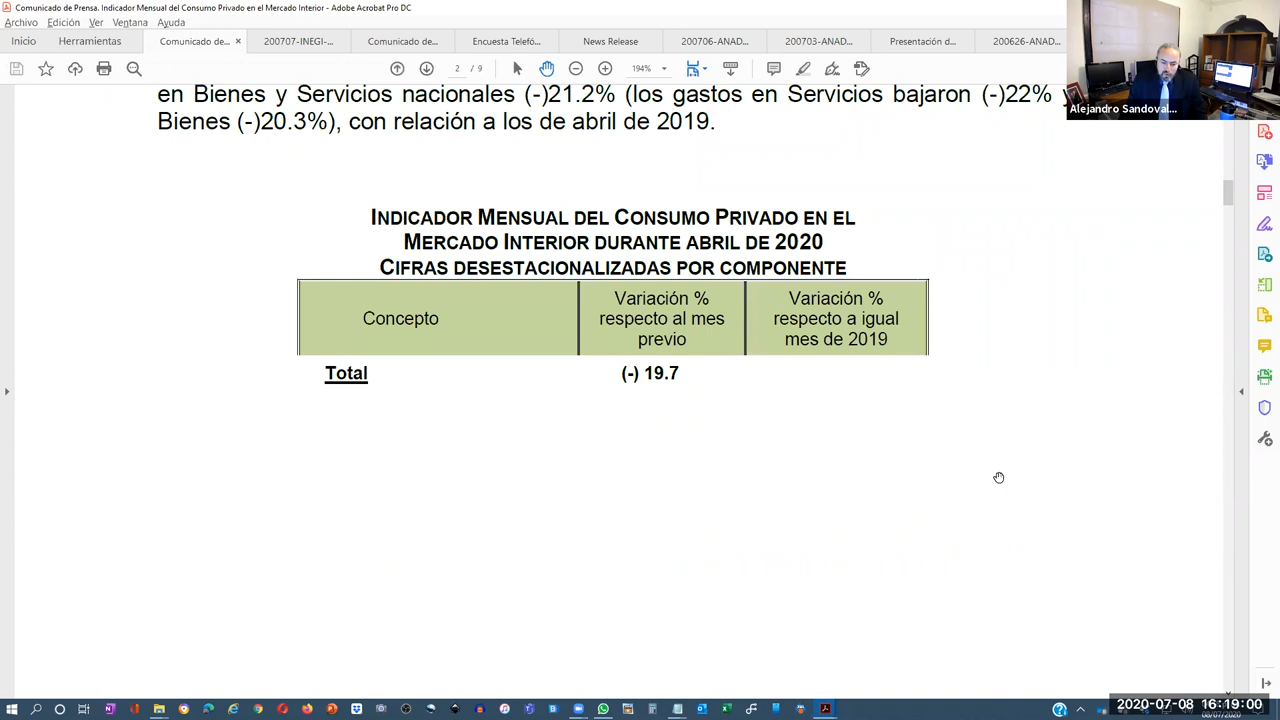 Comunicado de Prensa. Indicador Mensual del Consumo Privado en el Mercado Interior - Adobe Acrobat Pro DC
Archivo Edición Ver Ventana Ayuda
Inicio Herramientas Comunicado de... × 200707-INEGI-... Comunicado de... Encuesta Telefo... News Release 200706-ANAD... 200703-ANAD... Presentación d... 200626-ANAD...
2 / 9 194%
Alejandro Sandoval...
en Bienes y Servicios nacionales (-)21.2% (los gastos en Servicios bajaron (-)22% y
Bienes (-)20.3%), con relación a los de abril de 2019.
INDICADOR MENSUAL DEL CONSUMO PRIVADO EN EL
MERCADO INTERIOR DURANTE ABRIL DE 2020
CIFRAS DESESTACIONALIZADAS POR COMPONENTE
Concepto
Variación %
respecto al mes
previo
Variación %
respecto a igual
mes de 2019
Total (-) 19.7
2020-07-08 16:19:00
08/07/2020